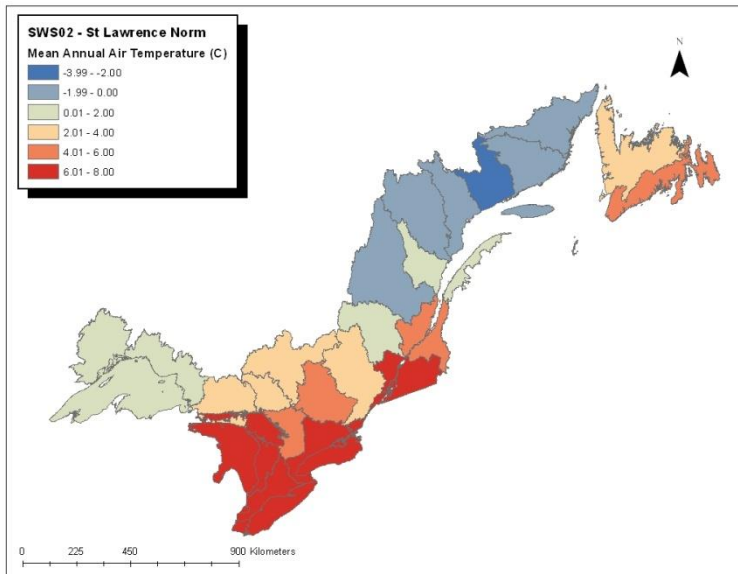 SWS02 - St Lawrence Norm
Mean Annual Air Temperature (C)
-3.99 - -2.00
-1.99 - 0.00
0.01 - 2.00
2.01 - 4.00
4.01 - 6.00
6.01 - 8.00
N
0 225 450 900 Kilometers